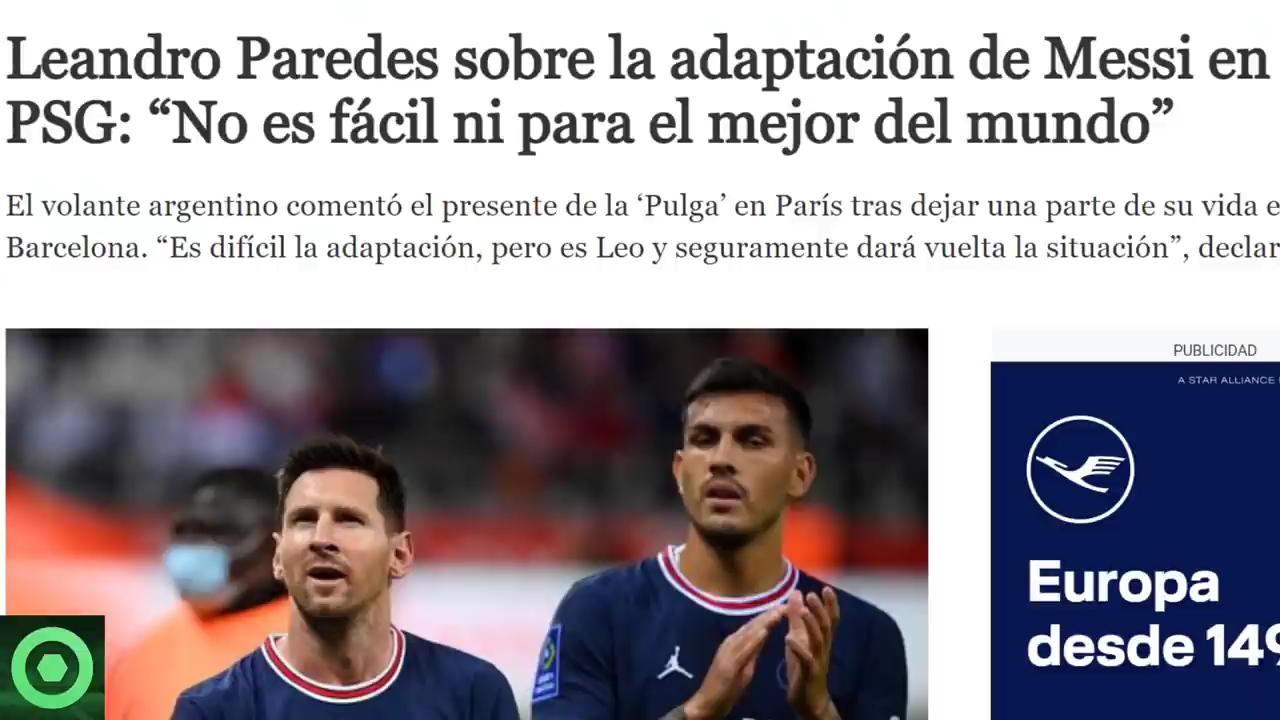 Leandro Paredes sobre la adaptación de Messi en
PSG: “No es fácil ni para el mejor del mundo”
El volante argentino comentó el presente de la ‘Pulga’ en París tras dejar una parte de su vida e
Barcelona. “Es difícil la adaptación, pero es Leo y seguramente dará vuelta la situación”, declar
PUBLICIDAD
A STAR ALLIANCE
Europa
desde 149